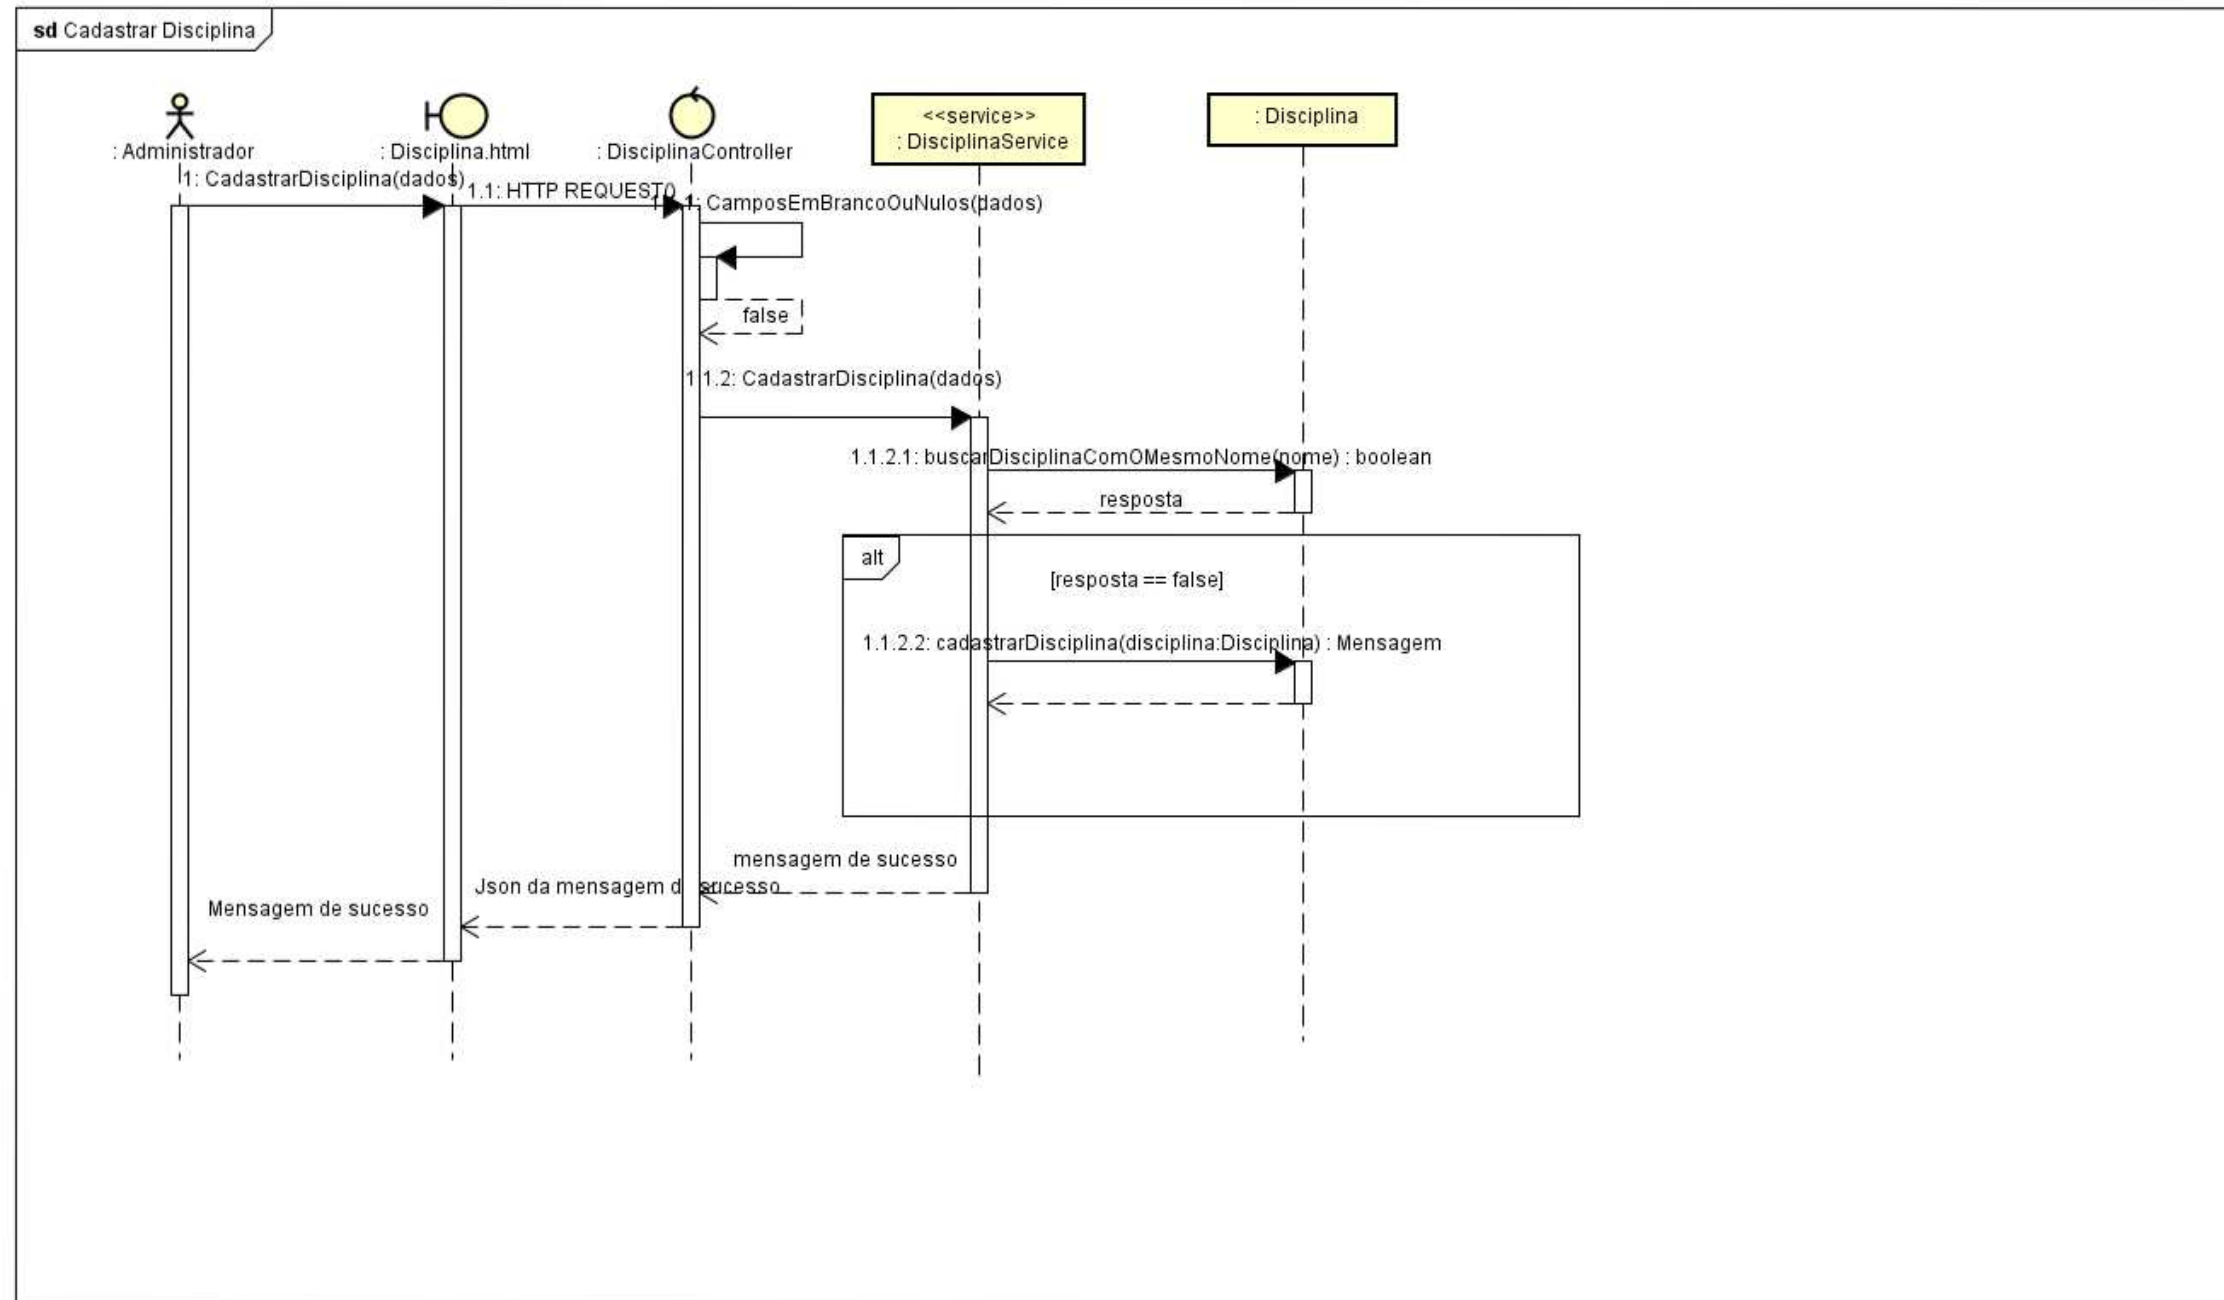 sd Cadastrar Disciplina
: Administrador
: Disciplina.html
: DisciplinaController
<<service>>
: DisciplinaService
: Disciplina
1: CadastrarDisciplina(dados)
1.1: HTTP REQUEST()
1.1.1: CamposEmBrancoOuNulos(dados)
false
1.1.2: CadastrarDisciplina(dados)
1.1.2.1: buscarDisciplinaComOMesmoNome(nome) : boolean
resposta
alt
[resposta == false]
1.1.2.2: cadastrarDisciplina(disciplina:Disciplina) : Mensagem
mensagem de sucesso
Json da mensagem de sucesso
Mensagem de sucesso